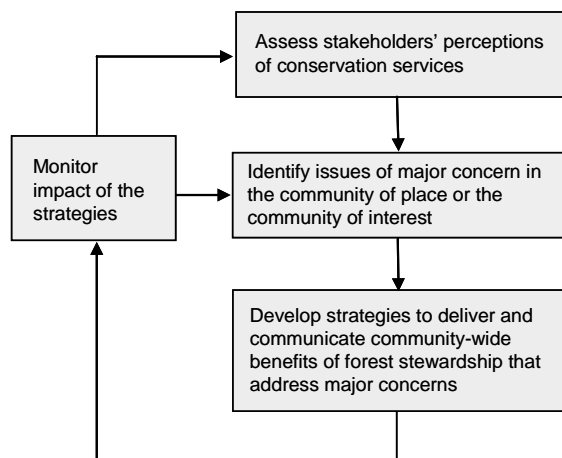 Assess stakeholders’ perceptions
of conservation services
Monitor
impact of the
strategies
Identify issues of major concern in
the community of place or the
community of interest
Develop strategies to deliver and
communicate community-wide
benefits of forest stewardship that
address major concerns